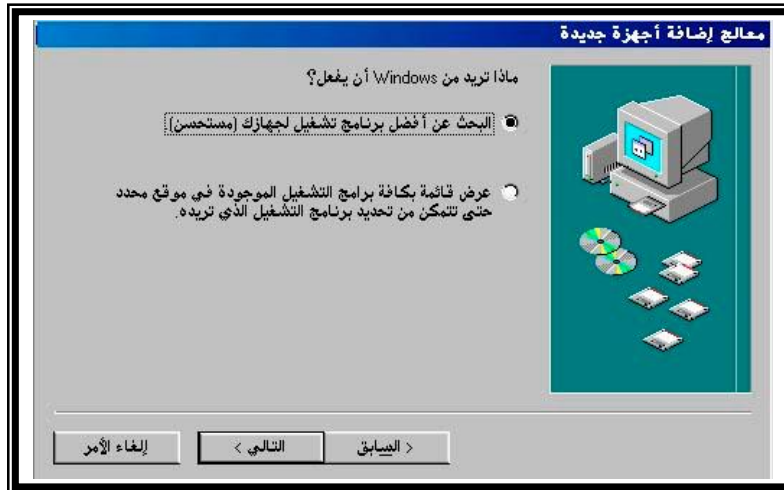 معالج إضافة أجهزة جديدة
ماذا تريد من Windows أن يفعل؟
البحث عن أفضل برنامج تشغيل لجهازك (مستحسن).
عرض قائمة بكافة برامج التشغيل الموجودة في موقع محدد
حتى تتمكن من تحديد برنامج التشغيل الذي تريده.
< السابق
التالي >
إلغاء الأمر